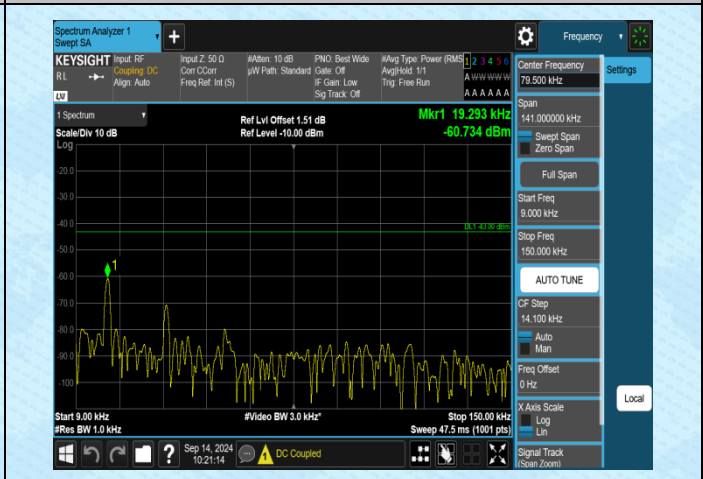 Spectrum Analyzer 1
Swept SA
Frequency
KEYSIGHT
RL
LXI
Input: RF
Coupling: DC
Align: Auto
Input Z: 50 Ω
Corr CCorr
Freq Ref: Int (S)
#Atten: 10 dB
µW Path: Standard
PNO: Best Wide
Gate: Off
IF Gain: Low
Sig Track: Off
#Avg Type: Power (RMS
Avg|Hold: 1/1
Trig: Free Run
1 2 3 4 5 6
A W W W W W
A A A A A A
1 Spectrum
Scale/Div 10 dB
Log
Ref Lvl Offset 1.51 dB
Ref Level -10.00 dBm
Mkr1 19.293 kHz
-60.734 dBm
-20.0
-30.0
-40.0
DL1 -43.00 dBm
-50.0
-60.0
1
-70.0
-80.0
-90.0
-100
Start 9.00 kHz
#Res BW 1.0 kHz
#Video BW 3.0 kHz*
Stop 150.00 kHz
Sweep 47.5 ms (1001 pts)
Center Frequency
79.500 kHz
Settings
Span
141.000000 kHz
Swept Span
Zero Span
Full Span
Start Freq
9.000 kHz
Stop Freq
150.000 kHz
AUTO TUNE
CF Step
14.100 kHz
Auto
Man
Freq Offset
0 Hz
X Axis Scale
Log
Lin
Local
Signal Track
(Span Zoom)
?
Sep 14, 2024
10:21:14
DC Coupled